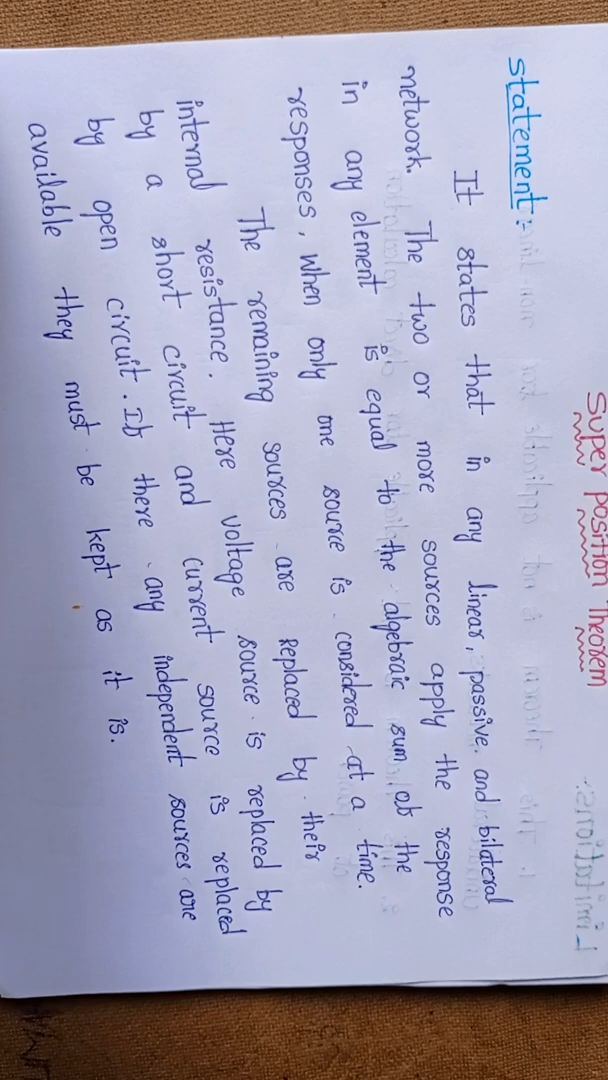 Super position Theorem
Statement:
It states that in any linear, passive and bilateral
network. The two or more sources apply the response
in any element is equal to the algebraic sum of the
responses, when only one source is considered at a time.
The remaining sources are replaced by their
internal resistance. Here voltage source is replaced by
by a short circuit and current source is replaced
by open circuit. If there any independent sources are
available they must be kept as it is.